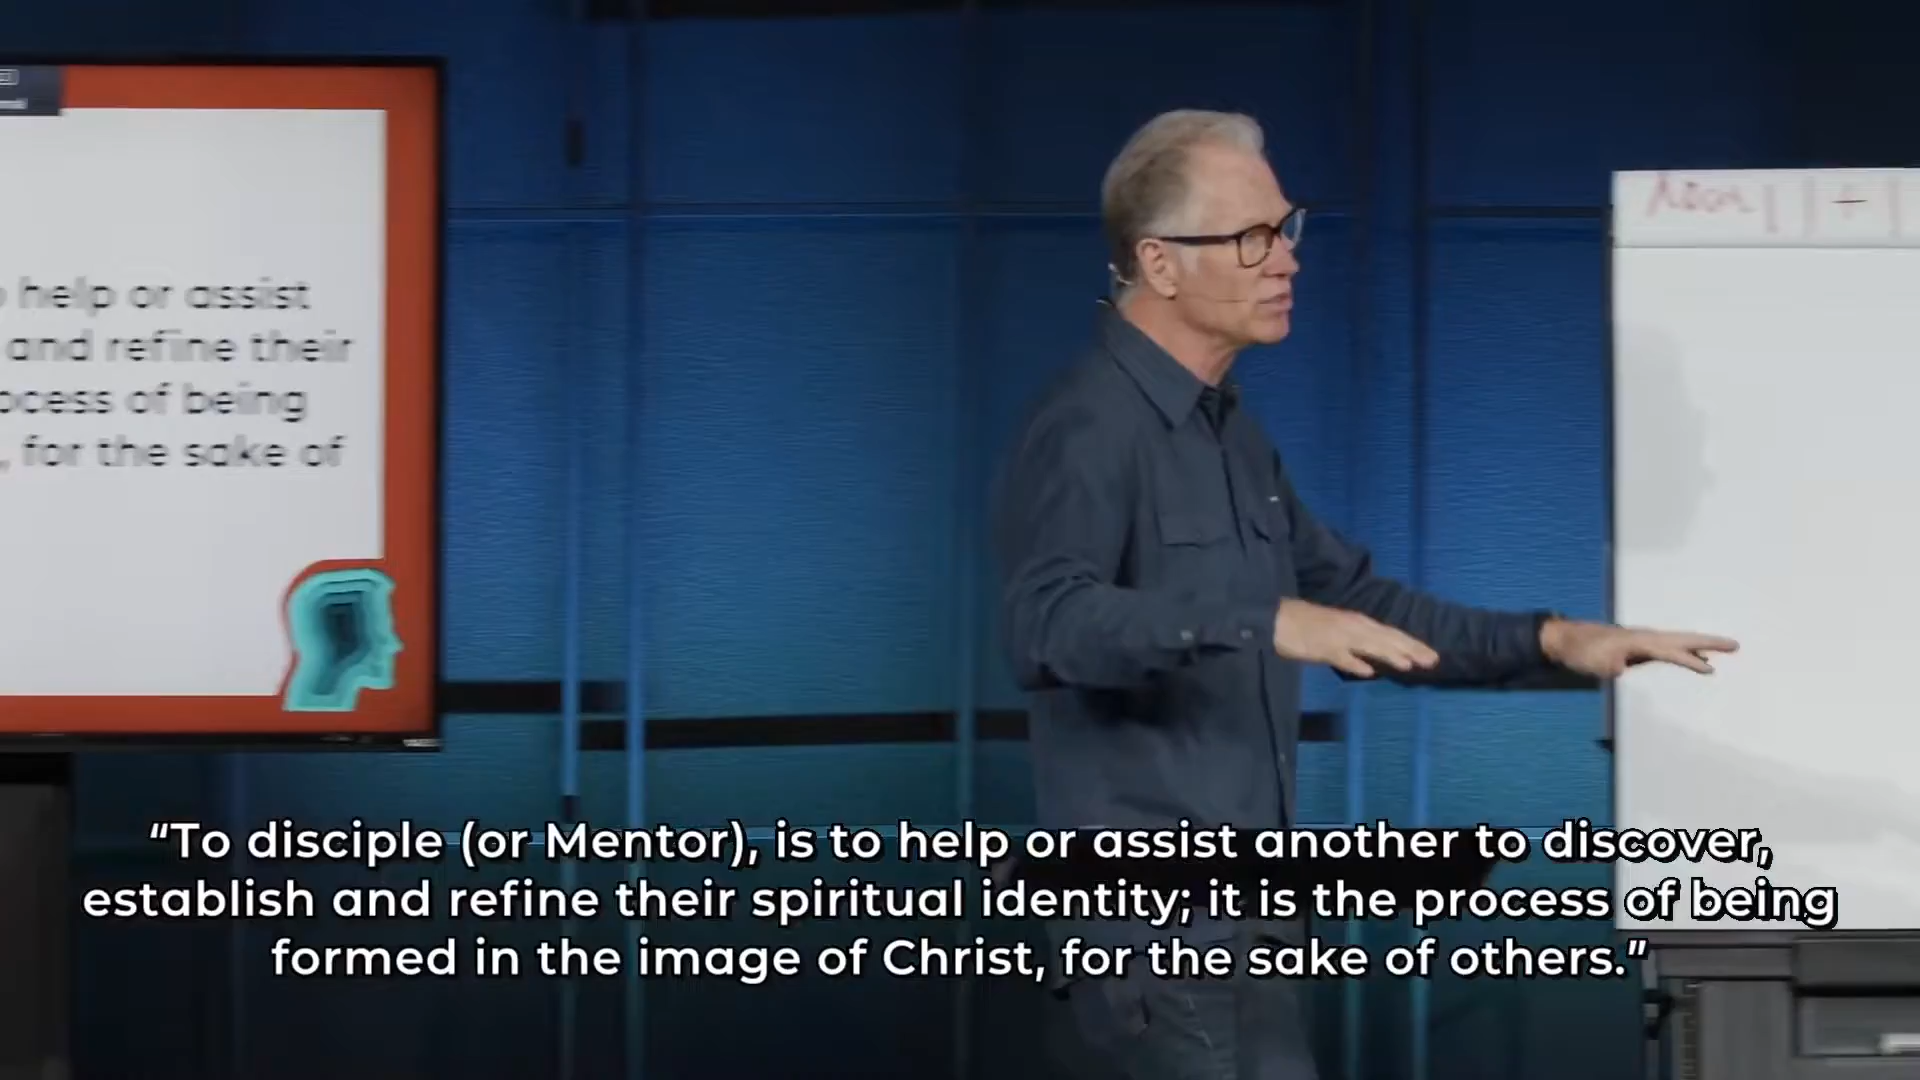 help or assist
and refine their
of being
, for the sake of
“To disciple (or Mentor), is to help or assist another to discover,
establish and refine their spiritual identity; it is the process of being
formed in the image of Christ, for the sake of others.”